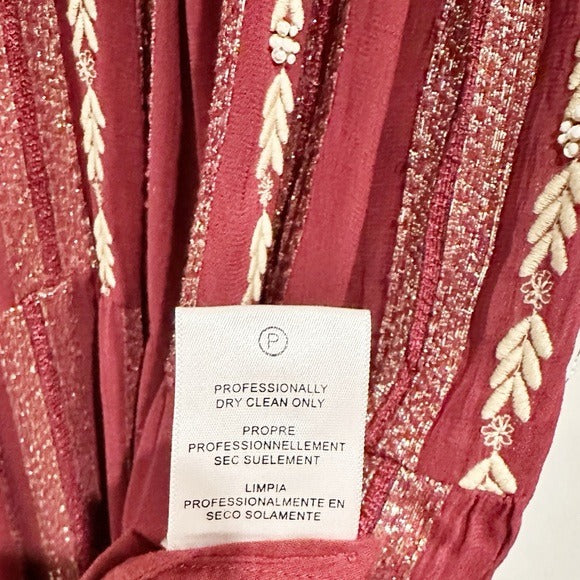 P
PROFESSIONALLY
DRY CLEAN ONLY
PROPRE
PROFESSIONNELLEMENT
SEC SUELEMENT
LIMPIA
PROFESSIONALMENTE EN
SECO SOLAMENTE